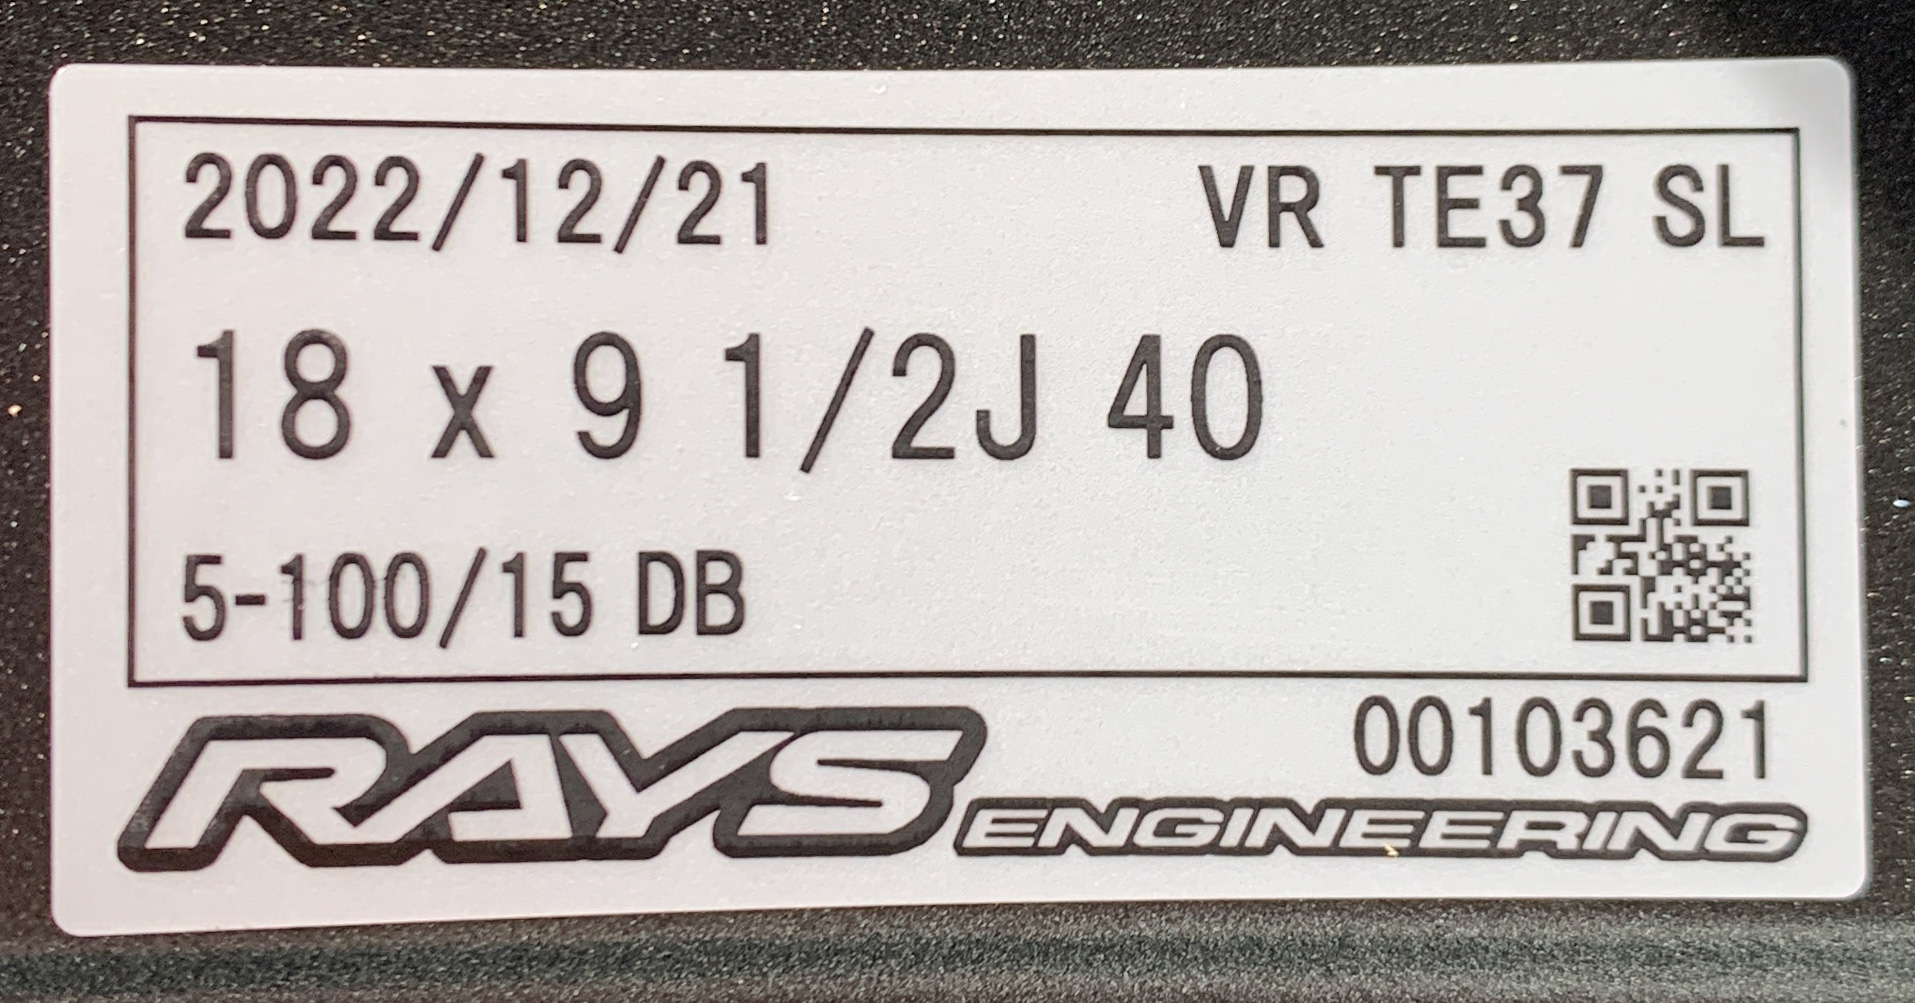 2022/12/21 VR TE37 SL
18 x 9 1/2J 40
5-100/15 DB
00103621
RAYS ENGINEERING